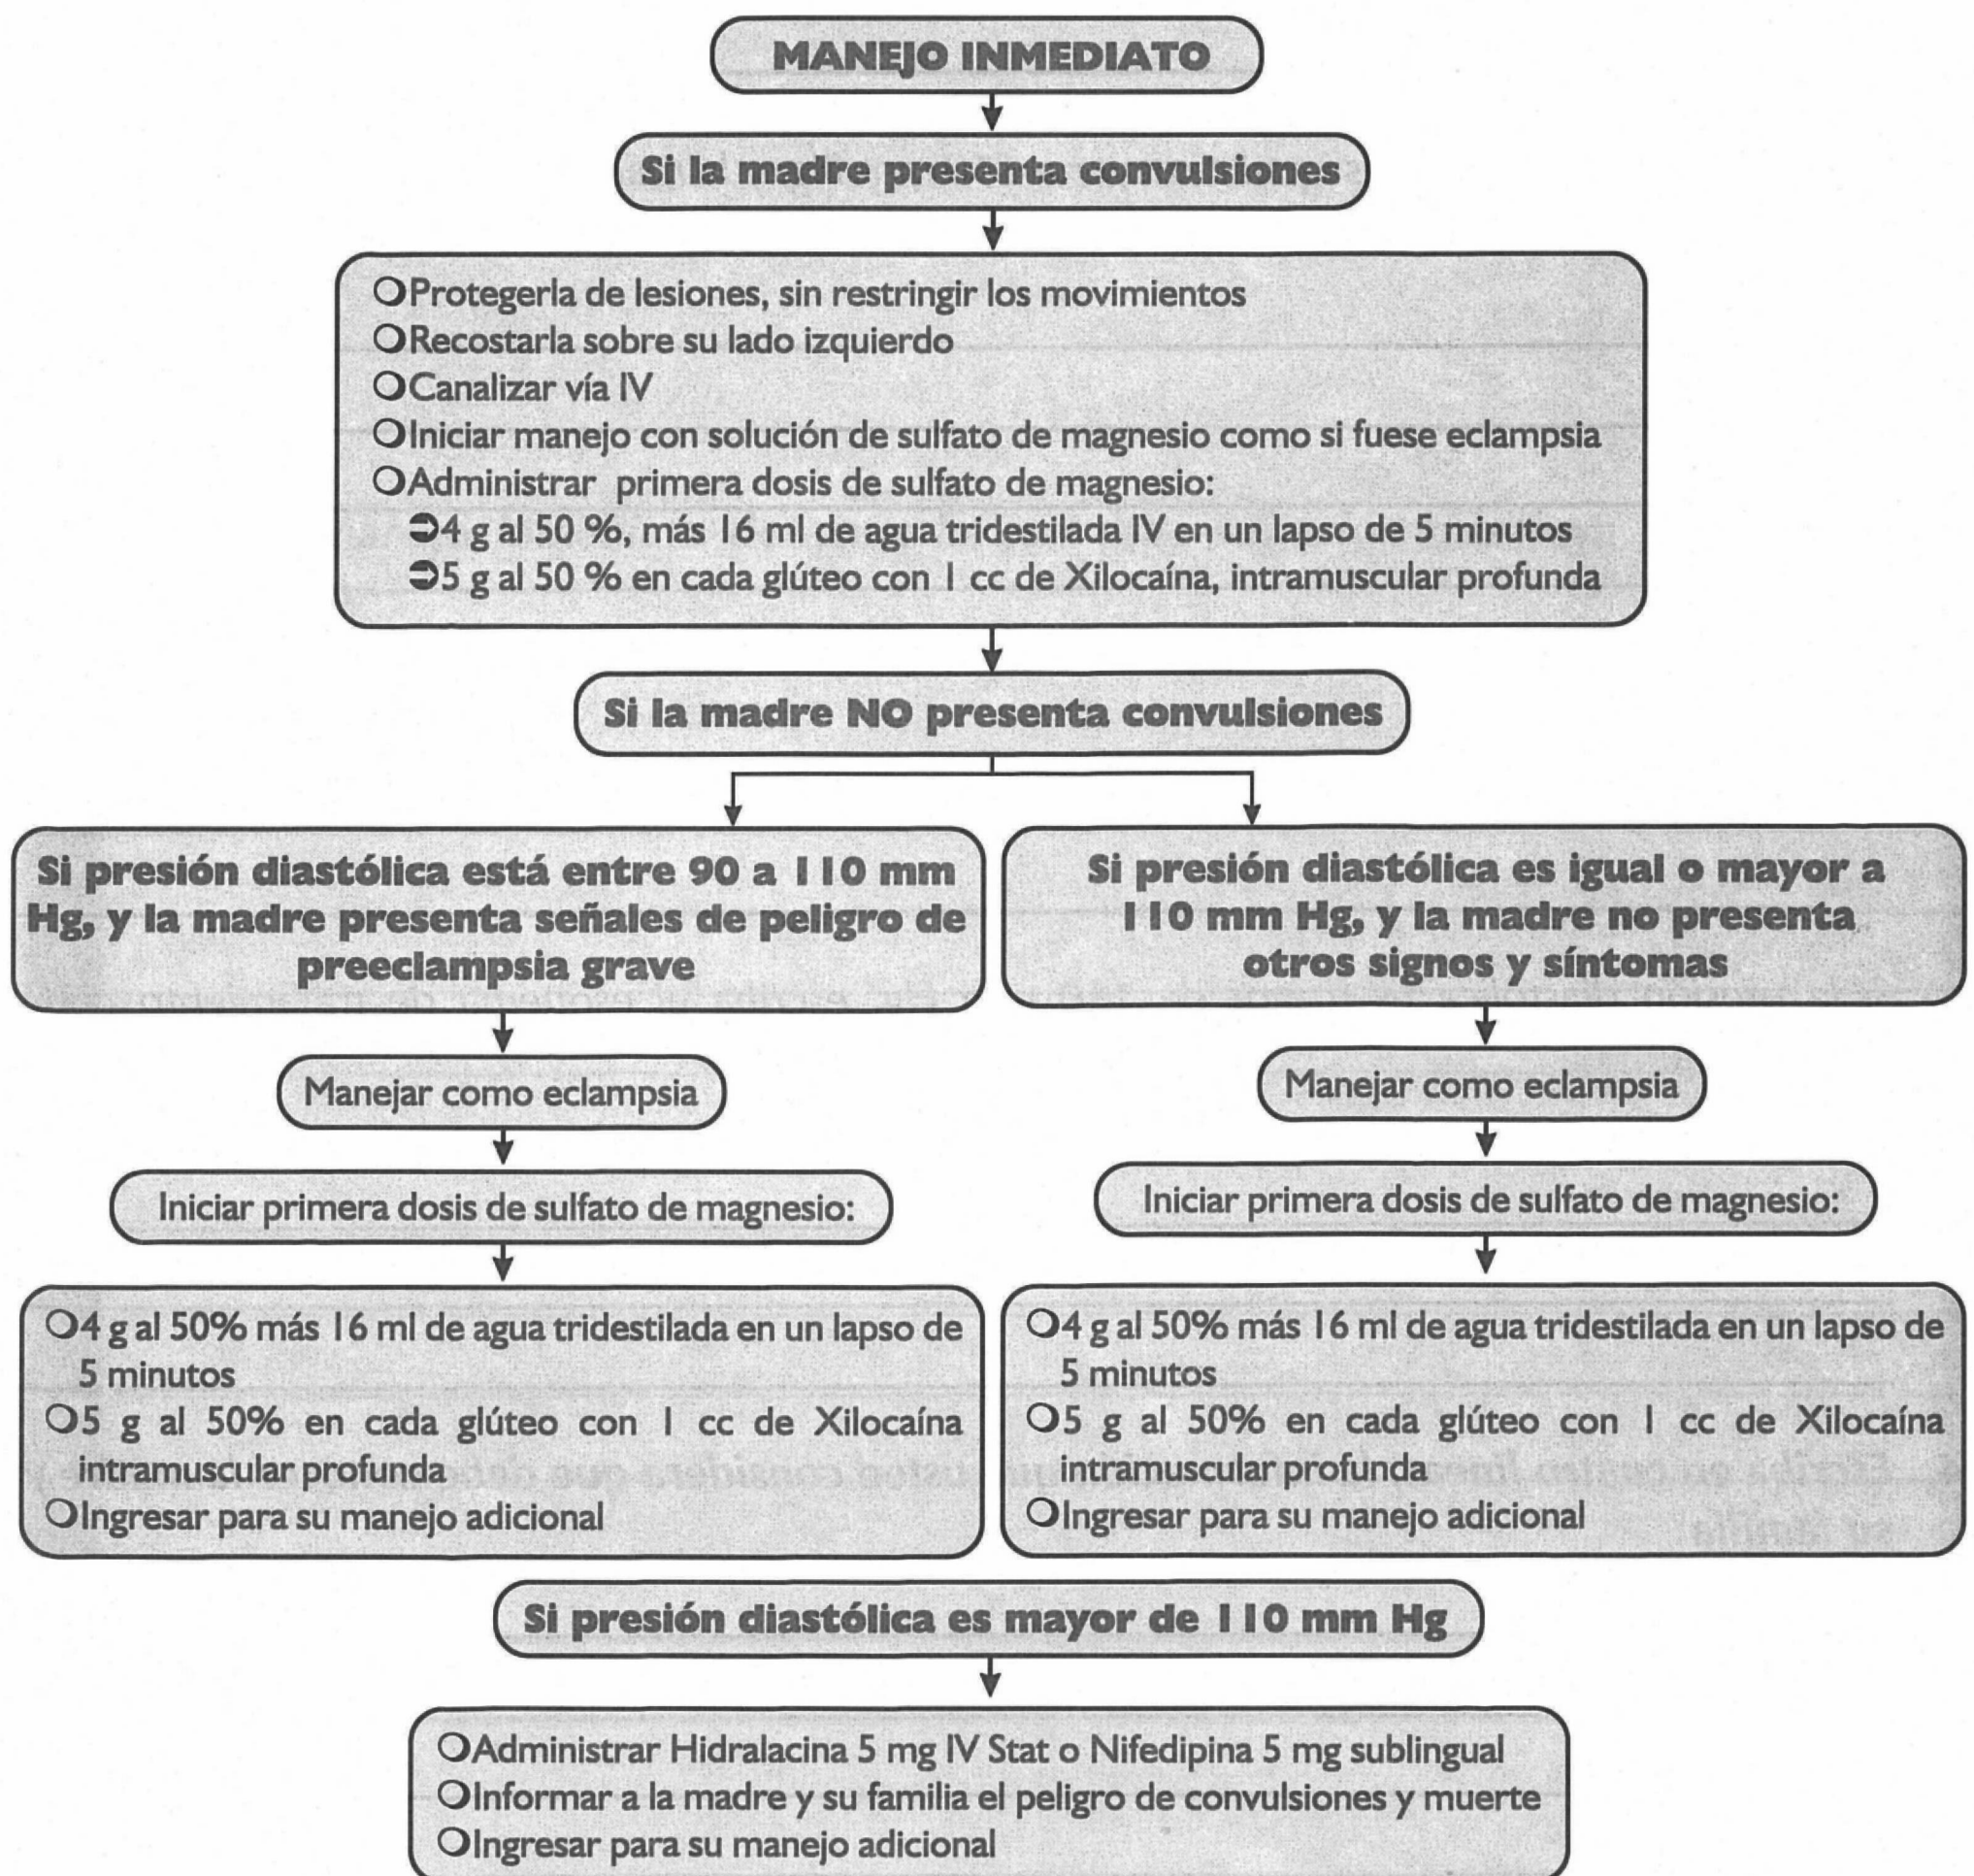 MANEJO INMEDIATO
Si la madre presenta convulsiones
Protegerla de lesiones, sin restringir los movimientos
Recostarla sobre su lado izquierdo
Canalizar vía IV
Iniciar manejo con solución de sulfato de magnesio como si fuese eclampsia
Administrar primera dosis de sulfato de magnesio:
4 g al 50 %, más 16 ml de agua tridestilada IV en un lapso de 5 minutos
5 g al 50 % en cada glúteo con 1 cc de Xilocaína, intramuscular profunda
Si la madre NO presenta convulsiones
Si presión diastólica está entre 90 a 110 mm
Hg, y la madre presenta señales de peligro de
preeclampsia grave
Manejar como eclampsia
Iniciar primera dosis de sulfato de magnesio:
4 g al 50% más 16 ml de agua tridestilada en un lapso de
5 minutos
5 g al 50% en cada glúteo con 1 cc de Xilocaína
intramuscular profunda
Ingresar para su manejo adicional
Si presión diastólica es igual o mayor a
110 mm Hg, y la madre no presenta
otros signos y síntomas
Manejar como eclampsia
Iniciar primera dosis de sulfato de magnesio:
4 g al 50% más 16 ml de agua tridestilada en un lapso de
5 minutos
5 g al 50% en cada glúteo con 1 cc de Xilocaína
intramuscular profunda
Ingresar para su manejo adicional
Si presión diastólica es mayor de 110 mm Hg
Administrar Hidralacina 5 mg IV Stat o Nifedipina 5 mg sublingual
Informar a la madre y su familia el peligro de convulsiones y muerte
Ingresar para su manejo adicional